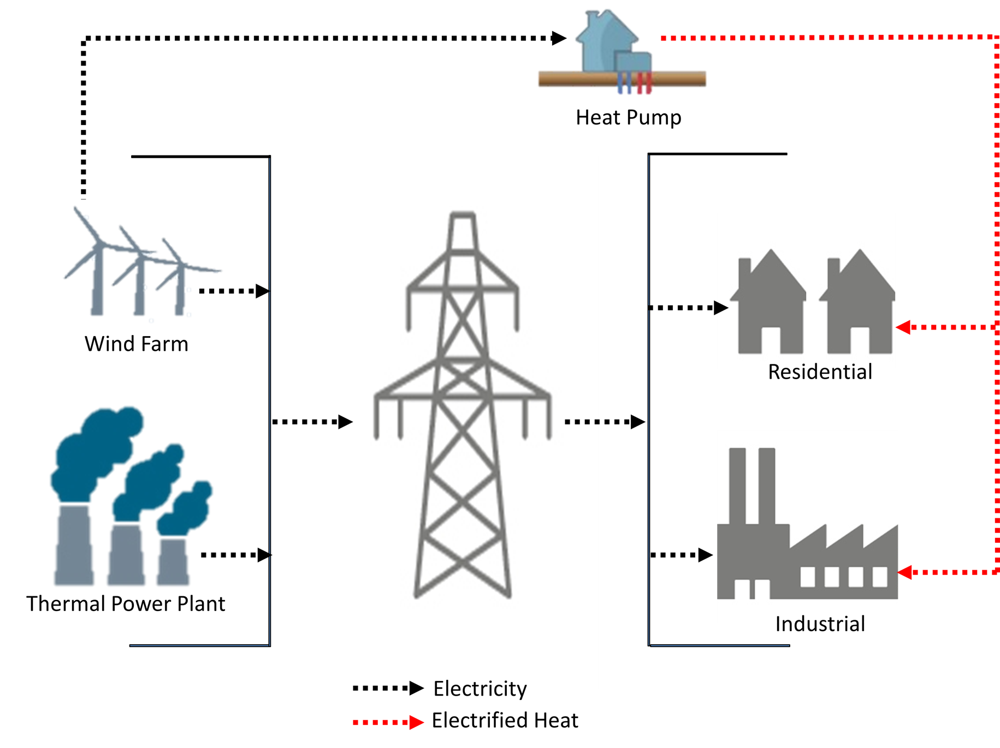 Heat Pump
Wind Farm
Residential
Thermal Power Plant
Industrial
Electricity
Electrified Heat